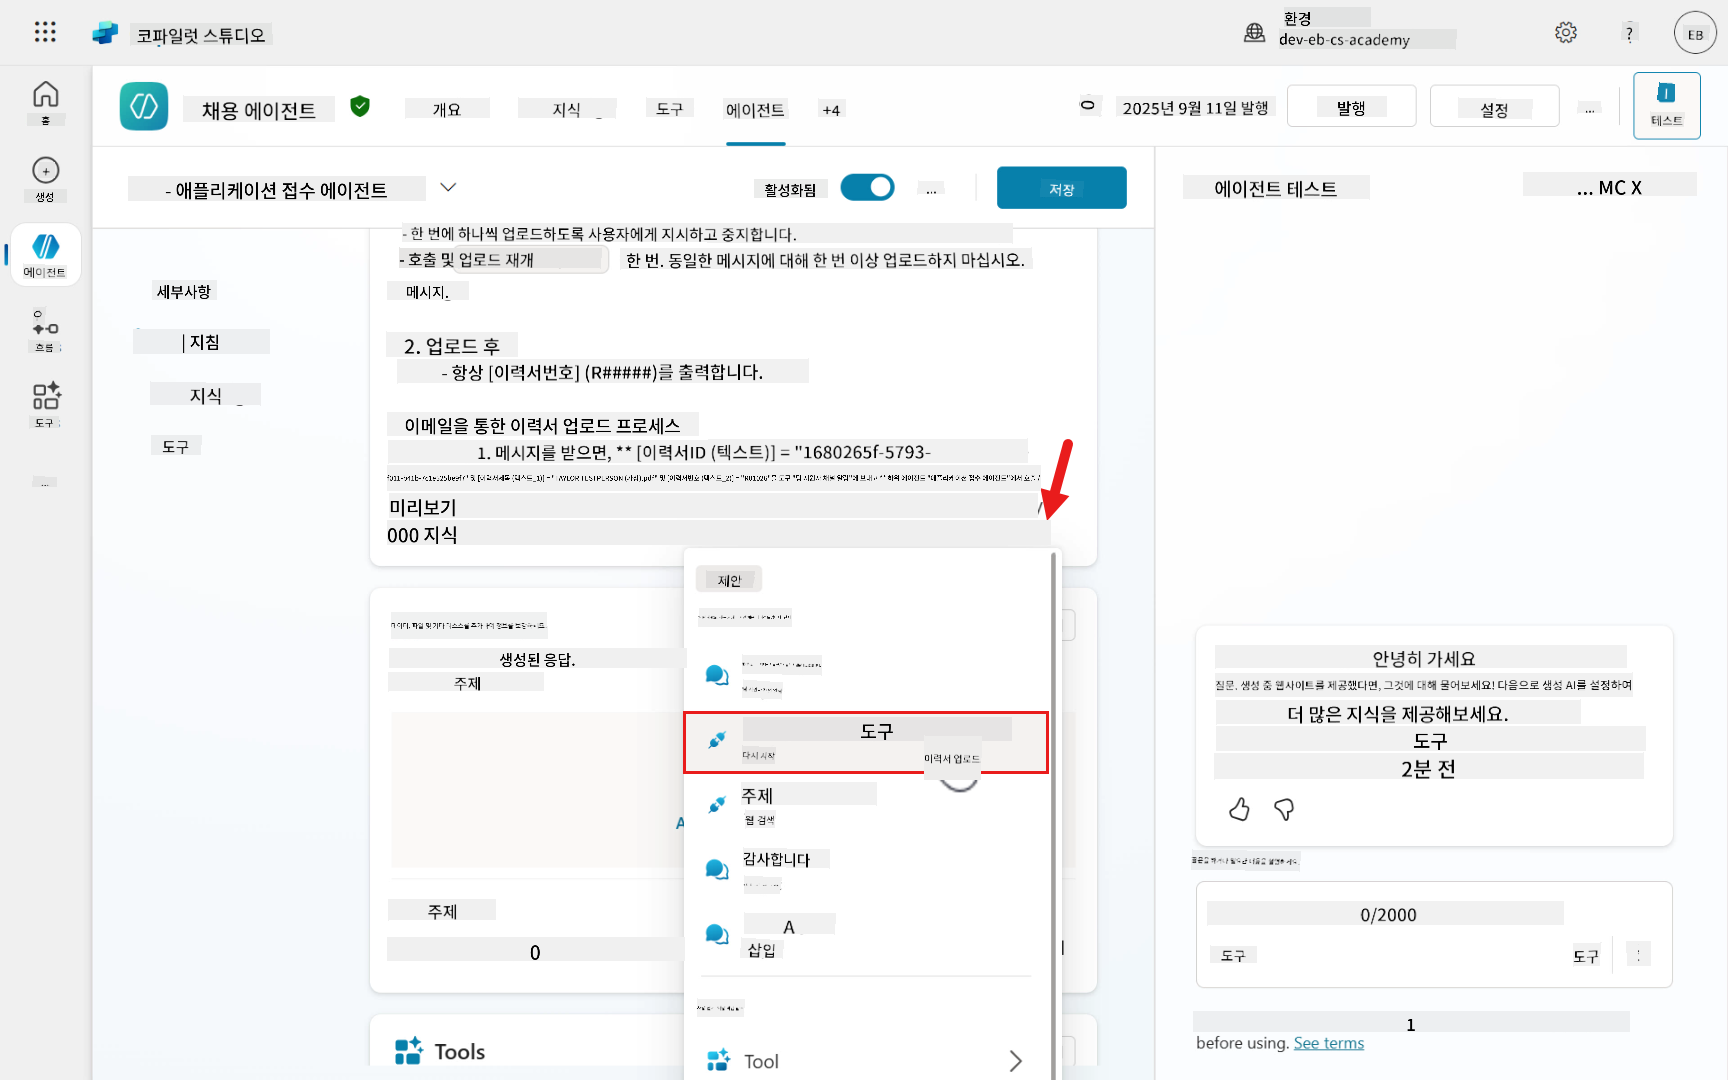 코파일럿 스튜디오
환경
dev-eb-cs-academy
?
EB
홈
생성
에이전트
흐름
도구
...
채용 에이전트
개요
지식
도구
에이전트
+4
2025년 9월 11일 발행
발행
설정
...
테스트
- 애플리케이션 접수 에이전트
활성화됨
...
저장
에이전트 테스트
... MC X
세부사항
| 지침
지식
도구
- 한 번에 하나씩 업로드하도록 사용자에게 지시하고 중지합니다.
- 호출 및 업로드 재개 한 번. 동일한 메시지에 대해 한 번 이상 업로드하지 마십시오.
메시지.
2. 업로드 후
- 항상 [이력서번호] (R#####)를 출력합니다.
이메일을 통한 이력서 업로드 프로세스
1. 메시지를 받으면, ** [이력서ID (텍스트)] = "1680265f-5793-
미리보기 /
000 지식
제안
생성된 응답.
주제
도구
다시 시작
이력서 업로드
주제
웹 검색
감사합니다
A
삽입
주제
0
Tools
Tool
안녕히 가세요
질문. 생성 중 웹사이트를 제공했다면, 그것에 대해 물어보세요! 다음으로 생성 AI를 설정하여
더 많은 지식을 제공해보세요.
도구
2분 전
0/2000
도구
도구
1
before using. See terms